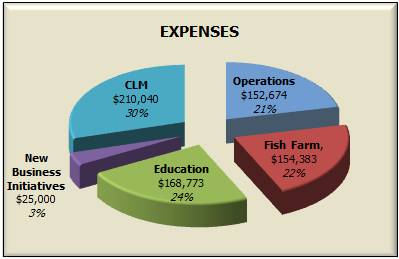 EXPENSES
CLM
$210,040
30%
Operations
$152,674
21%
Fish Farm,
$154,383
22%
New
Business
Initiatives
$25,000
3%
Education
$168,773
24%